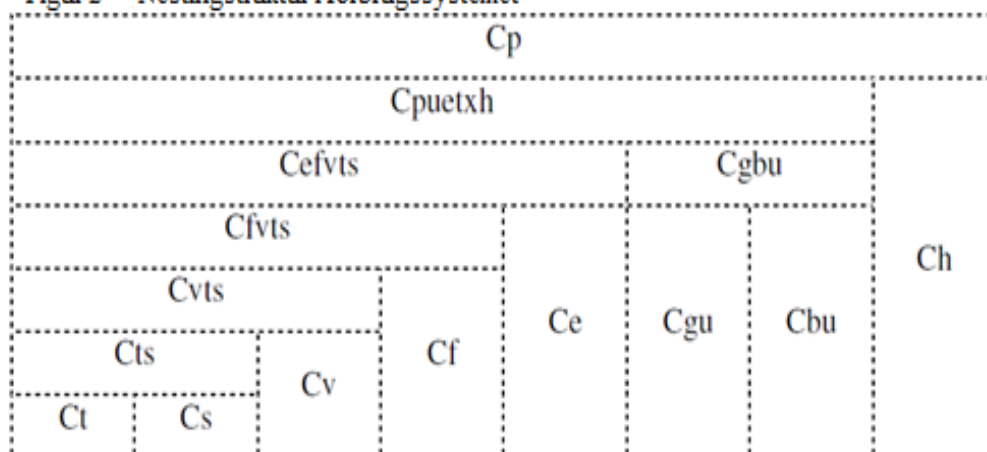 Cp
Cpuetxh
Cefvts Cgbu
Cfvts
Ch
Cvts
Ce Cgu Cbu
Cts Cf
Cv
Ct Cs